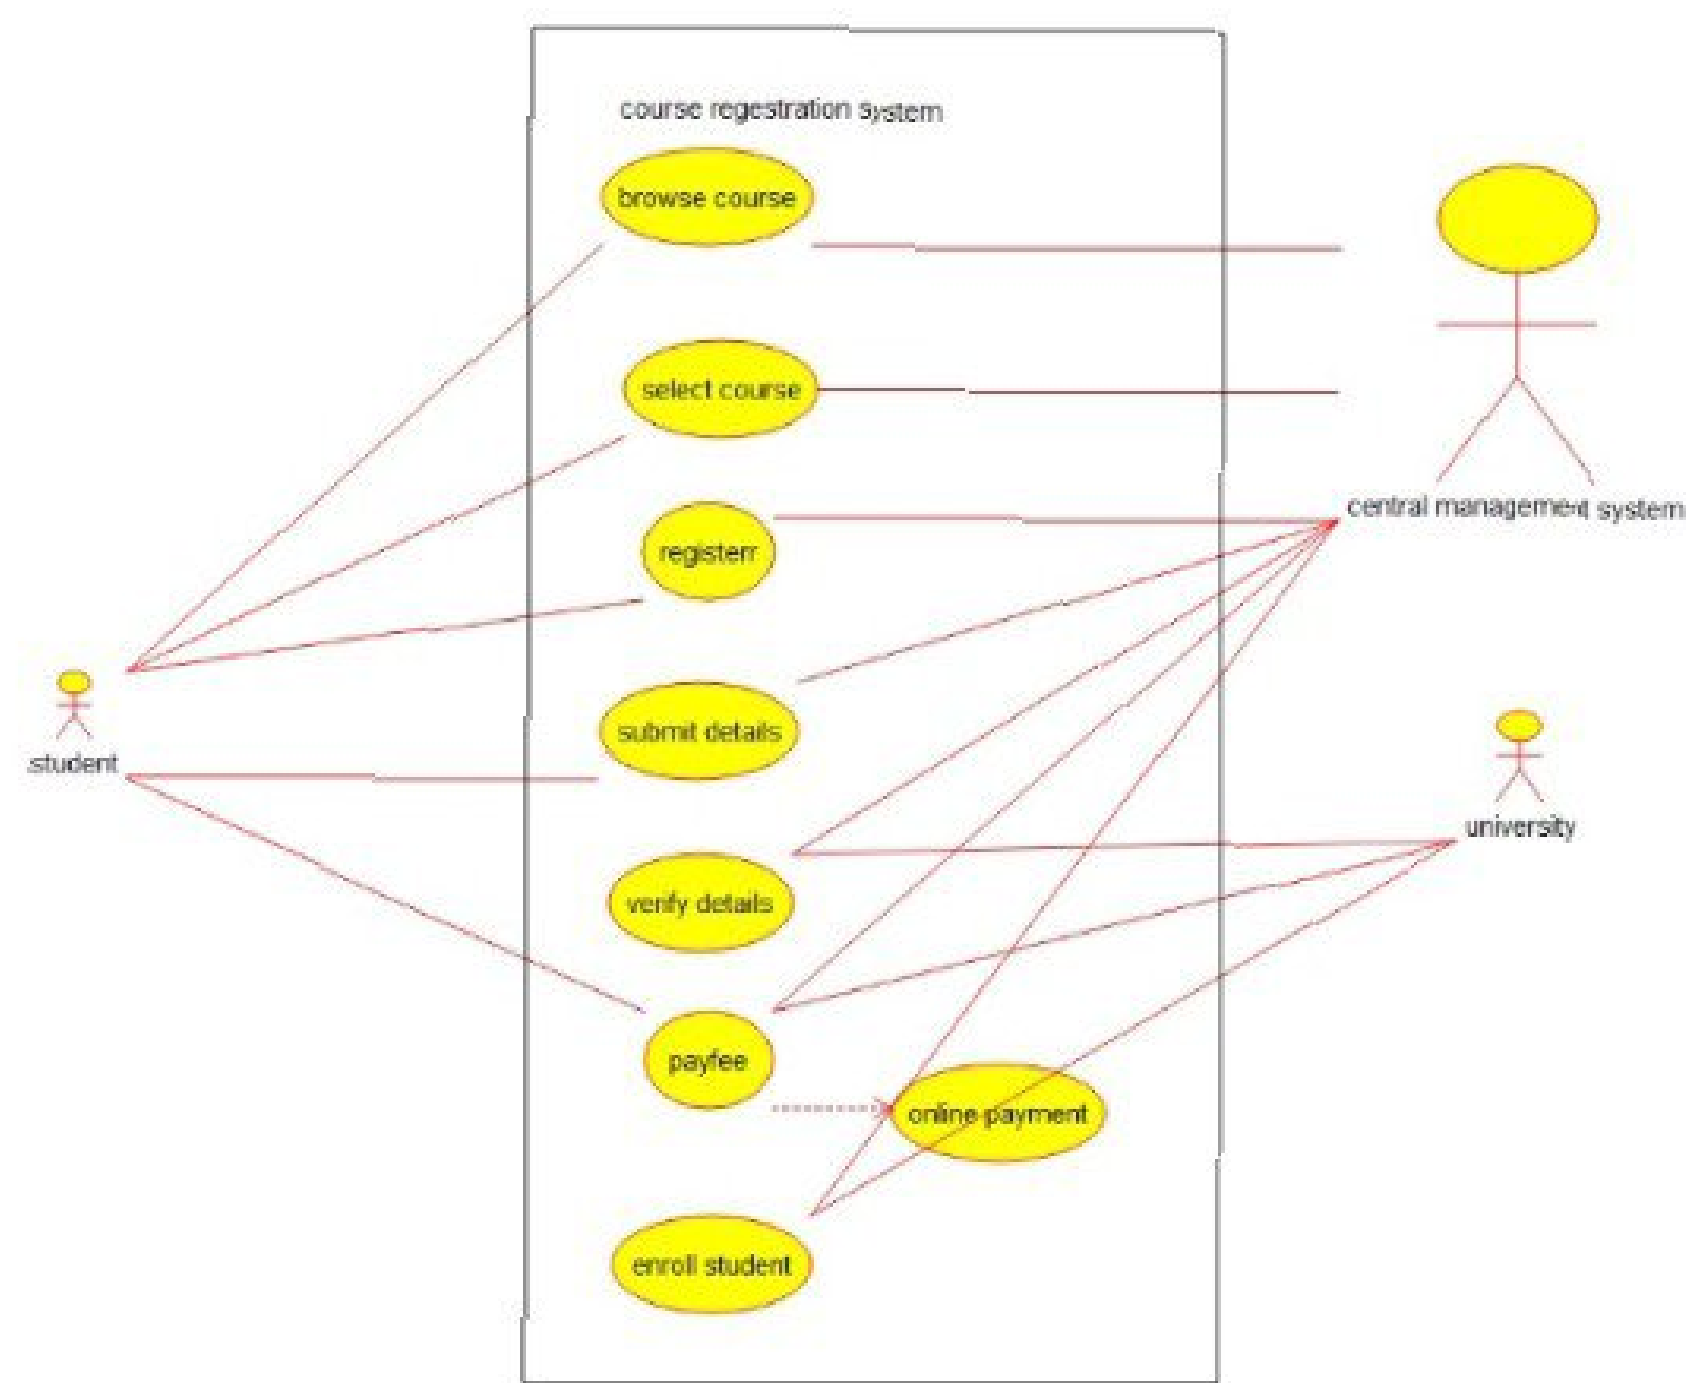 course regestration system
browse course
select course
registerr
central management system
submit details
student
university
verify details
payfee
online payment
enroll student